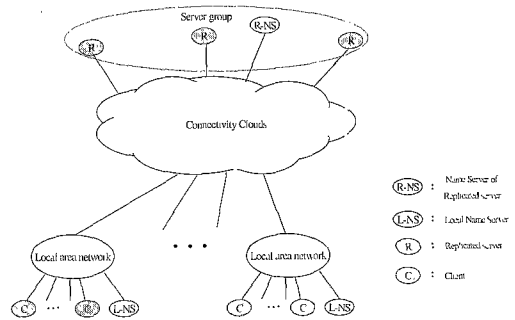 Server group
R-NS
R
R
R
Connectivity Clouds
R-NS : Name Server of
Replicated server
L-NS : Local Name Server
R : Replicated server
C : Client
Local area network
• • •
Local area network
C ... L-NS
C ... C L-NS